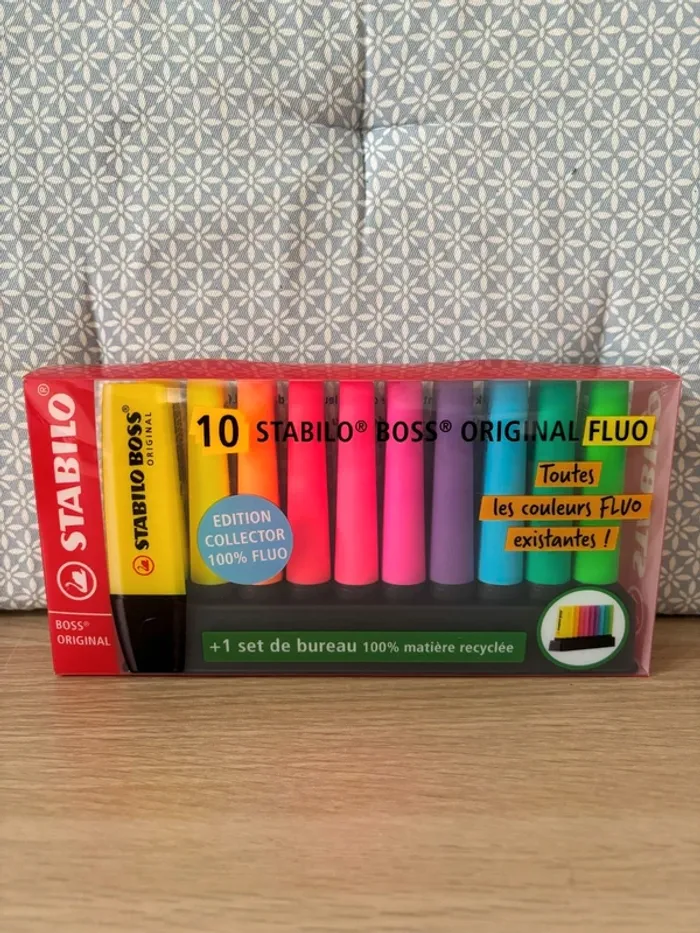 STABILO®
BOSS®
ORIGINAL
STABILO BOSS®
ORIGINAL
10 STABILO® BOSS® ORIGINAL FLUO
EDITION
COLLECTOR
100% FLUO
Toutes
les couleurs FLUO
existantes !
+1 set de bureau 100% matière recyclée
STABILO